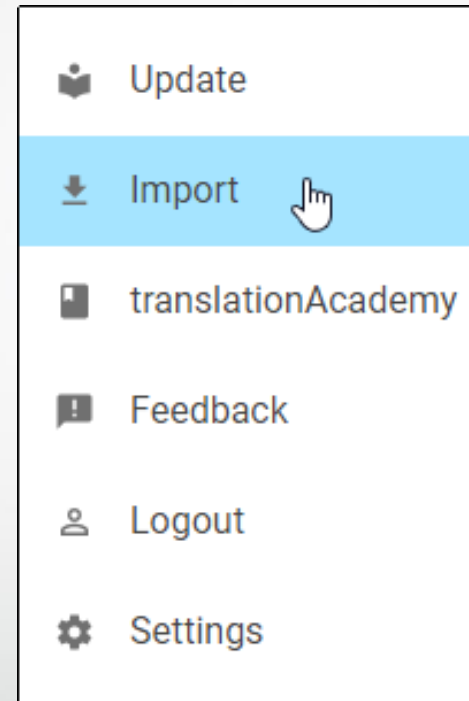 Update
Import
translationAcademy
Feedback
Logout
Settings